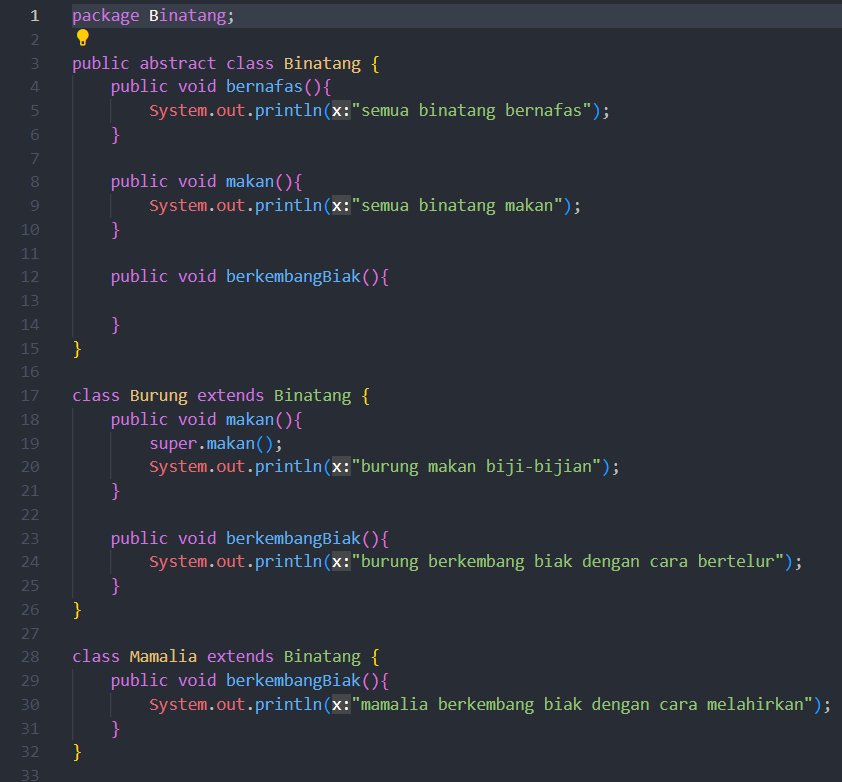 1 package Binatang;
2
3 public abstract class Binatang {
4 public void bernafas(){
5 System.out.println(x:"semua binatang bernafas");
6 }
7
8 public void makan(){
9 System.out.println(x:"semua binatang makan");
10 }
11
12 public void berkembangBiak(){
13
14 }
15 }
16
17 class Burung extends Binatang {
18 public void makan(){
19 super.makan();
20 System.out.println(x:"burung makan biji-bijian");
21 }
22
23 public void berkembangBiak(){
24 System.out.println(x:"burung berkembang biak dengan cara bertelur");
25 }
26 }
27
28 class Mamalia extends Binatang {
29 public void berkembangBiak(){
30 System.out.println(x:"mamalia berkembang biak dengan cara melahirkan");
31 }
32 }
33